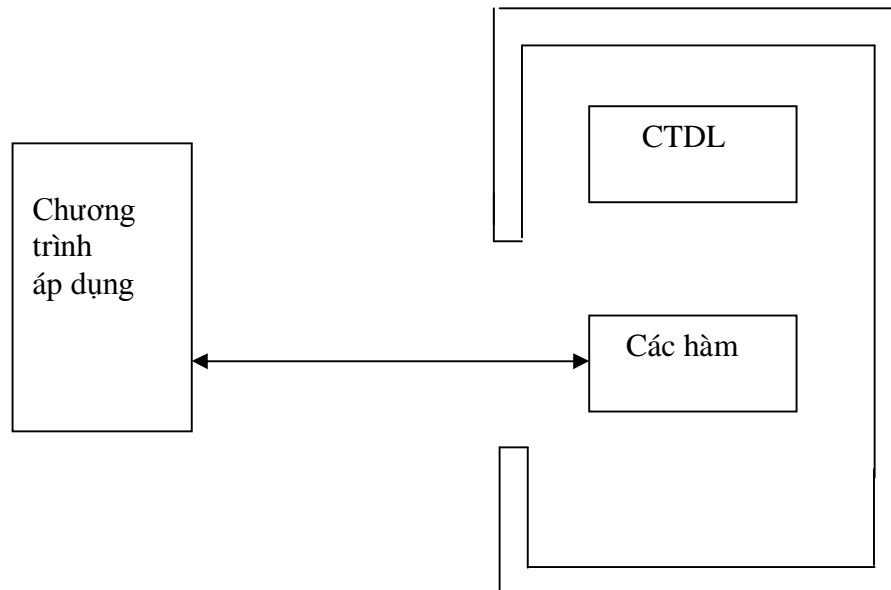 Chương
trình
áp dụng
CTDL
Các hàm